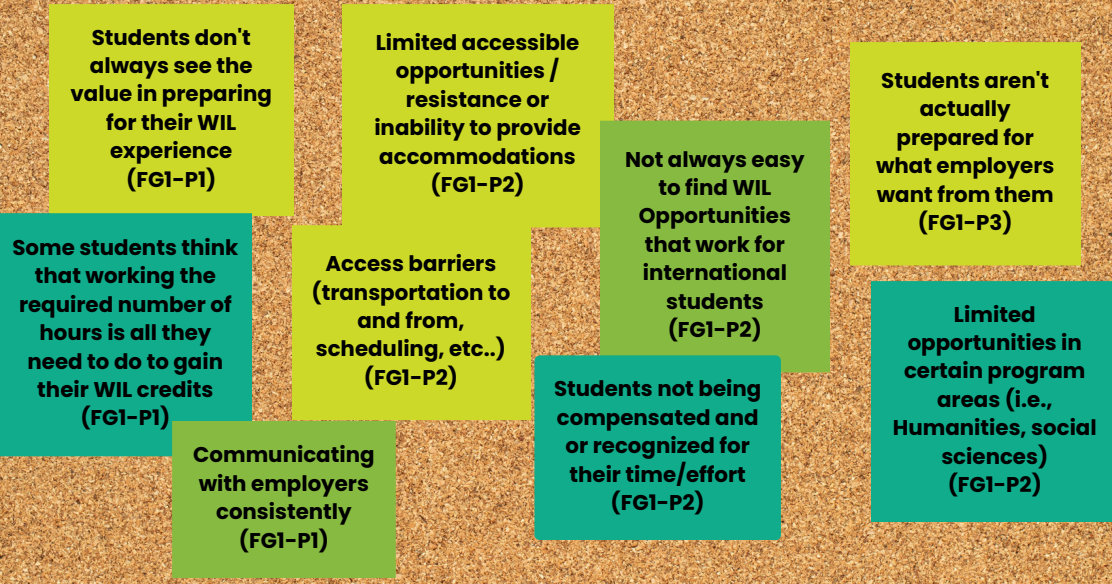 Students don't
always see the
value in preparing
for their WIL
experience
(FG1-P1)
Limited accessible
opportunities /
resistance or
inability to provide
accommodations
(FG1-P2)
Not always easy
to find WIL
Opportunities
that work for
international
students
(FG1-P2)
Students aren't
actually
prepared for
what employers
want from them
(FG1-P3)
Some students think
that working the
required number of
hours is all they
need to do to gain
their WIL credits
(FG1-P1)
Access barriers
(transportation to
and from,
scheduling, etc..)
(FG1-P2)
Limited
opportunities in
certain program
areas (i.e.,
Humanities, social
sciences)
(FG1-P2)
Students not being
compensated and
or recognized for
their time/effort
(FG1-P2)
Communicating
with employers
consistently
(FG1-P1)